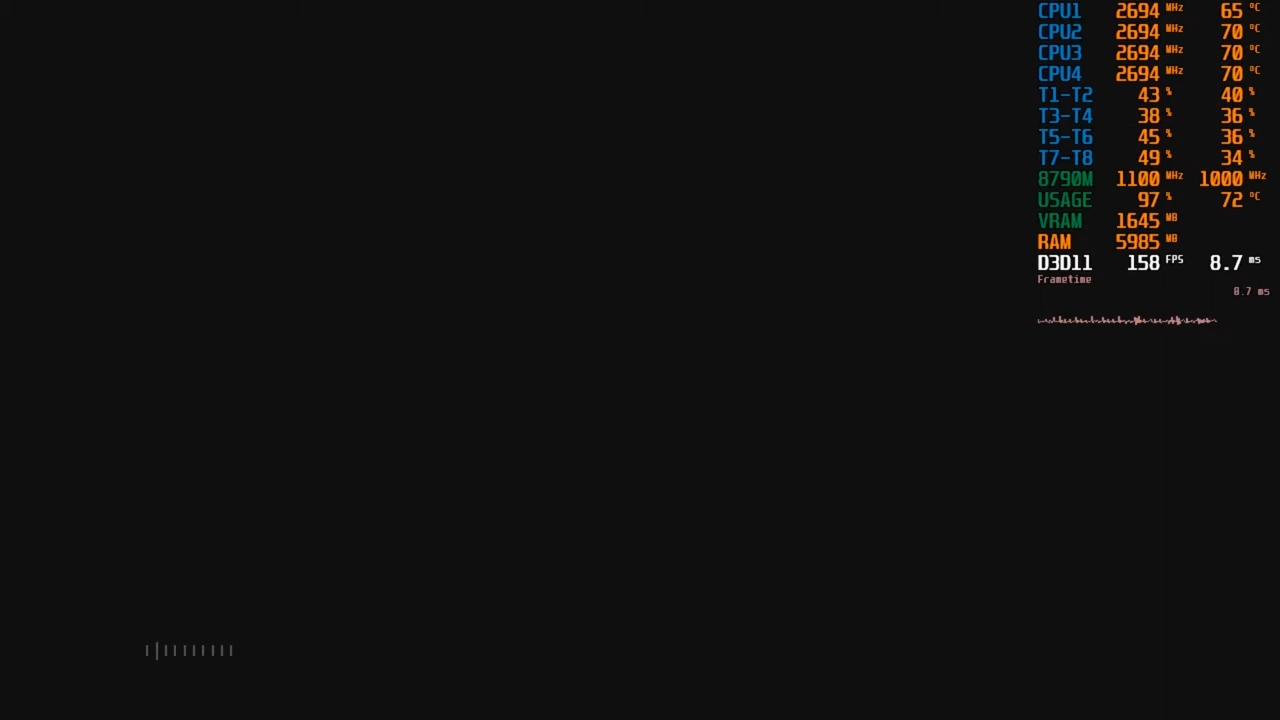 CPU1 2694 MHz 65 °C
CPU2 2694 MHz 70 °C
CPU3 2694 MHz 70 °C
CPU4 2694 MHz 70 °C
T1-T2 43 % 40 %
T3-T4 38 % 36 %
T5-T6 45 % 36 %
T7-T8 49 % 34 %
8790M 1100 MHz 1000 MHz
USAGE 97 % 72 °C
VRAM 1645 MB
RAM 5985 MB
D3D11 158 FPS 8.7 ms
Frametime
8.7 ms